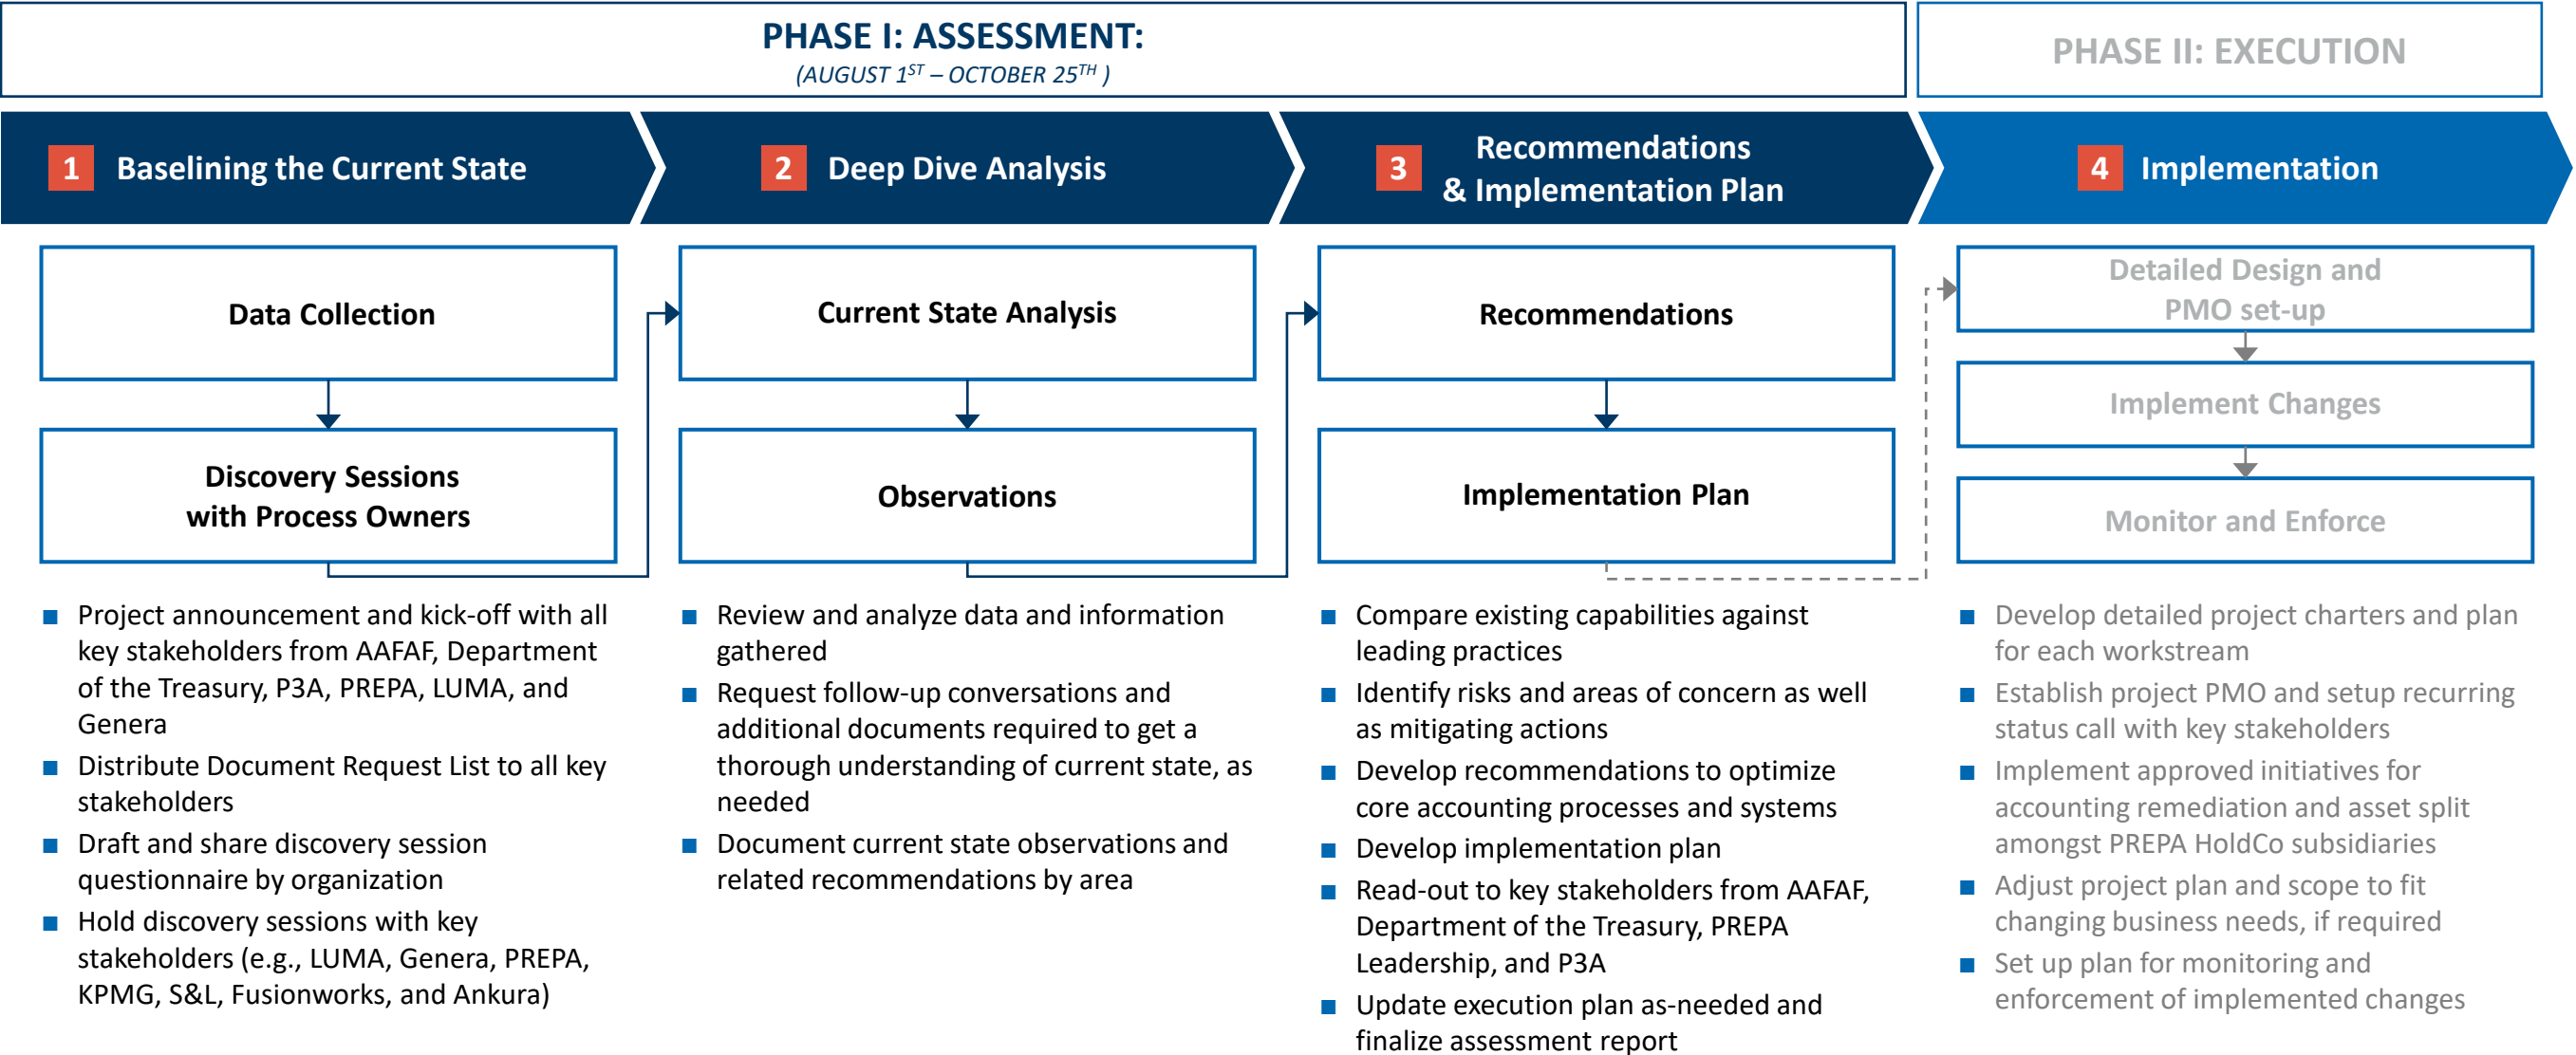 PHASE I: ASSESSMENT:
(AUGUST 1ST – OCTOBER 25TH )
PHASE II: EXECUTION
1 Baselining the Current State
2 Deep Dive Analysis
3 Recommendations
& Implementation Plan
4 Implementation
Data Collection
Discovery Sessions
with Process Owners
■ Project announcement and kick-off with all
key stakeholders from AAFAF, Department
of the Treasury, P3A, PREPA, LUMA, and
Genera
■ Distribute Document Request List to all key
stakeholders
■ Draft and share discovery session
questionnaire by organization
■ Hold discovery sessions with key
stakeholders (e.g., LUMA, Genera, PREPA,
KPMG, S&L, Fusionworks, and Ankura)
Current State Analysis
Observations
■ Review and analyze data and information
gathered
■ Request follow-up conversations and
additional documents required to get a
thorough understanding of current state, as
needed
■ Document current state observations and
related recommendations by area
Recommendations
Implementation Plan
■ Compare existing capabilities against
leading practices
■ Identify risks and areas of concern as well
as mitigating actions
■ Develop recommendations to optimize
core accounting processes and systems
■ Develop implementation plan
■ Read-out to key stakeholders from AAFAF,
Department of the Treasury, PREPA
Leadership, and P3A
■ Update execution plan as-needed and
finalize assessment report
Detailed Design and
PMO set-up
Implement Changes
Monitor and Enforce
■ Develop detailed project charters and plan
for each workstream
■ Establish project PMO and setup recurring
status call with key stakeholders
■ Implement approved initiatives for
accounting remediation and asset split
amongst PREPA HoldCo subsidiaries
■ Adjust project plan and scope to fit
changing business needs, if required
■ Set up plan for monitoring and
enforcement of implemented changes